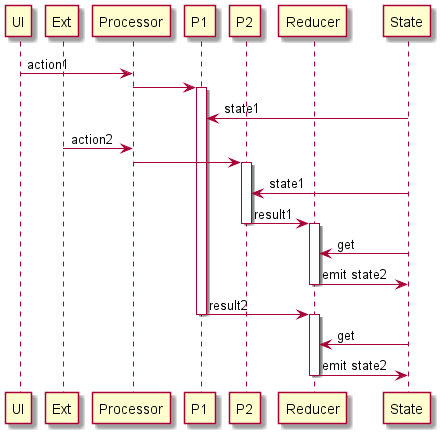 UI Ext Processor P1 P2 Reducer State
action1
state1
action2
state1
result1
get
emit state2
result2
get
emit state2
UI Ext Processor P1 P2 Reducer State